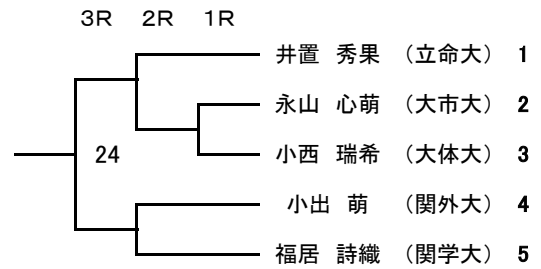 3R 2R 1R
井置 秀果 （立命大） 1
永山 心萌 （大市大） 2
24
小西 瑞希 （大体大） 3
小出 萌 （関外大） 4
福居 詩織 （関学大） 5